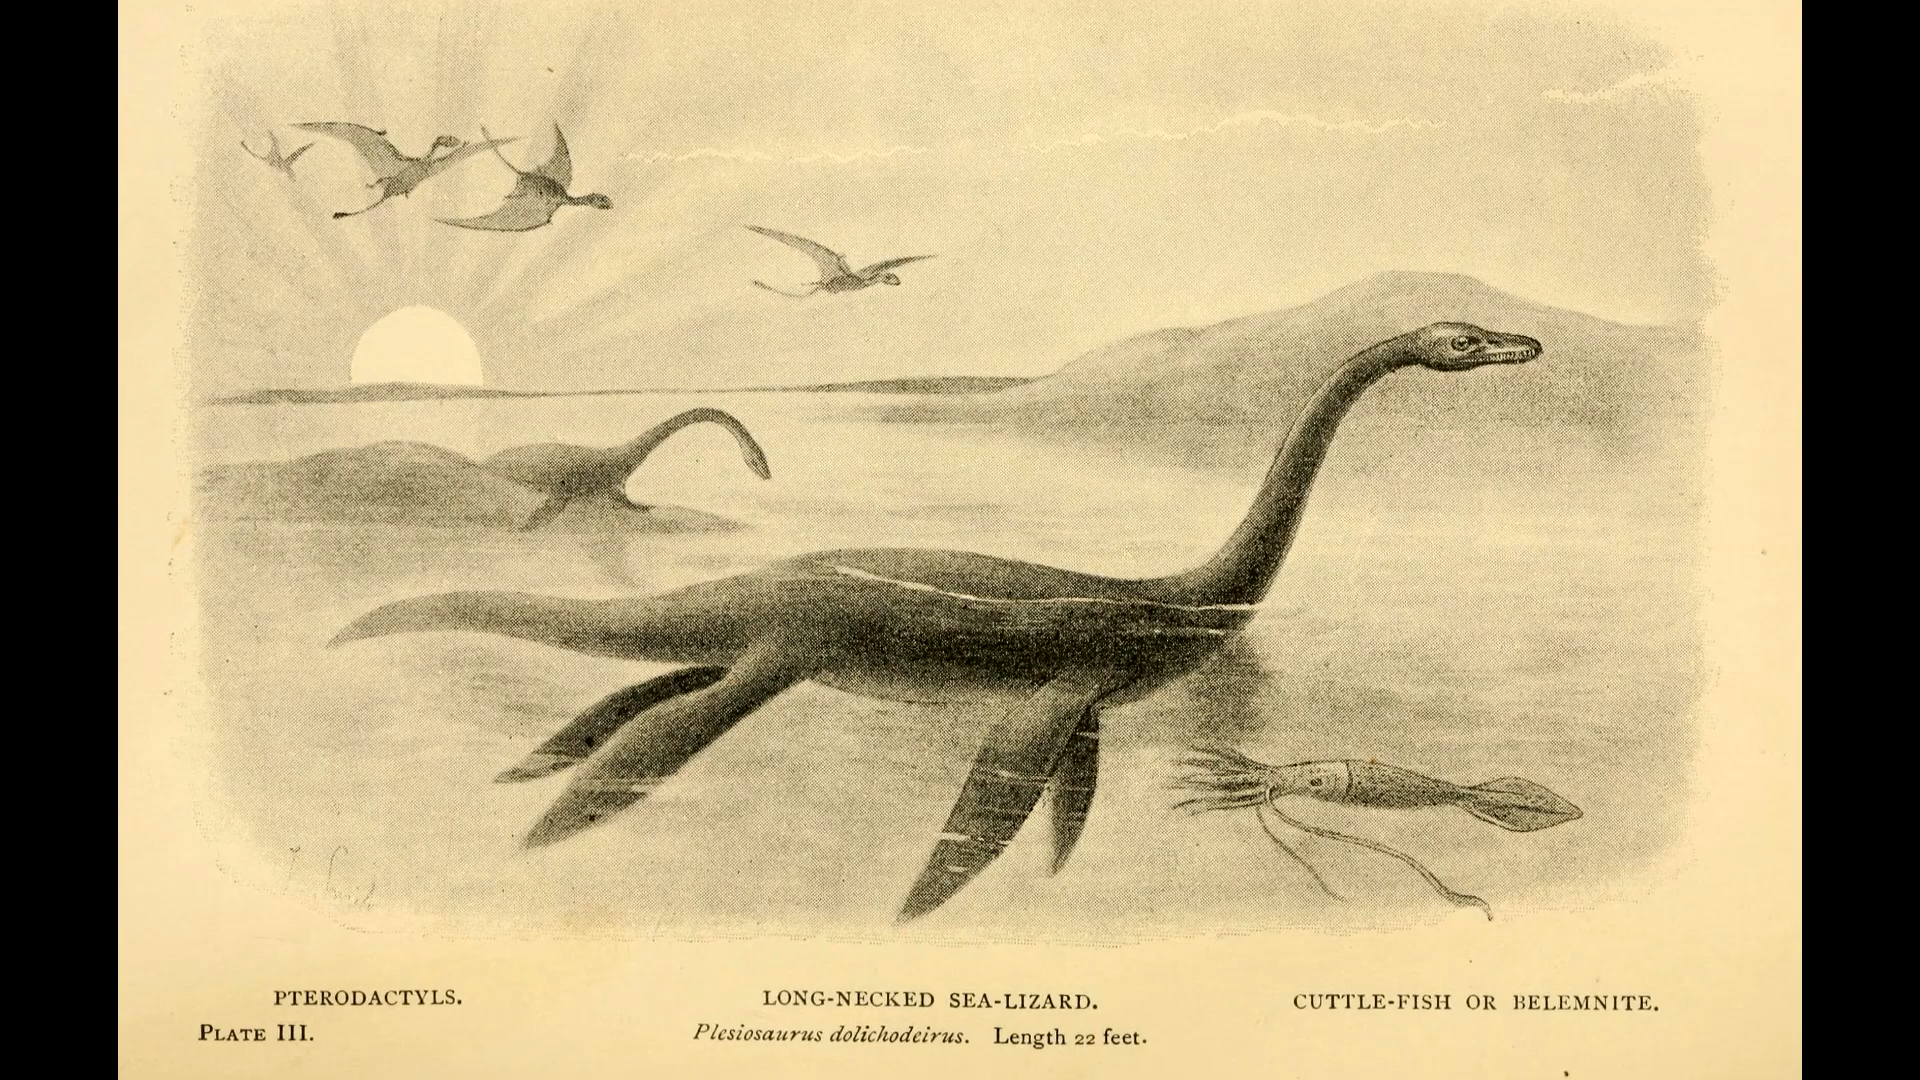 PTERODACTYLS. LONG-NECKED SEA-LIZARD. CUTTLE-FISH OR BELEMNITE.
PLATE III. Plesiosaurus dolichodeirus. Length 22 feet.